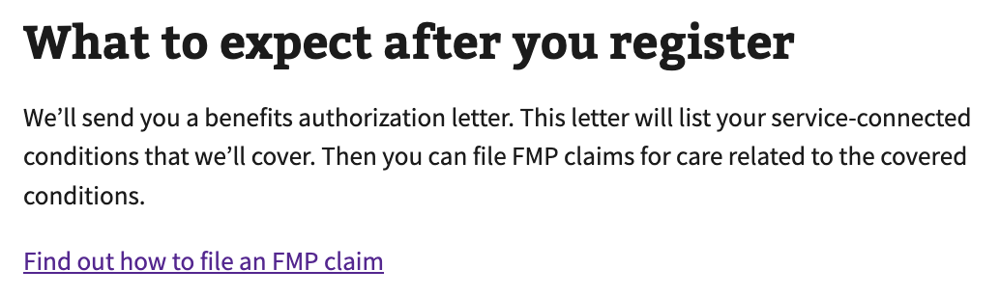 What to expect after you register
We’ll send you a benefits authorization letter. This letter will list your service-connected
conditions that we’ll cover. Then you can file FMP claims for care related to the covered
conditions.
Find out how to file an FMP claim